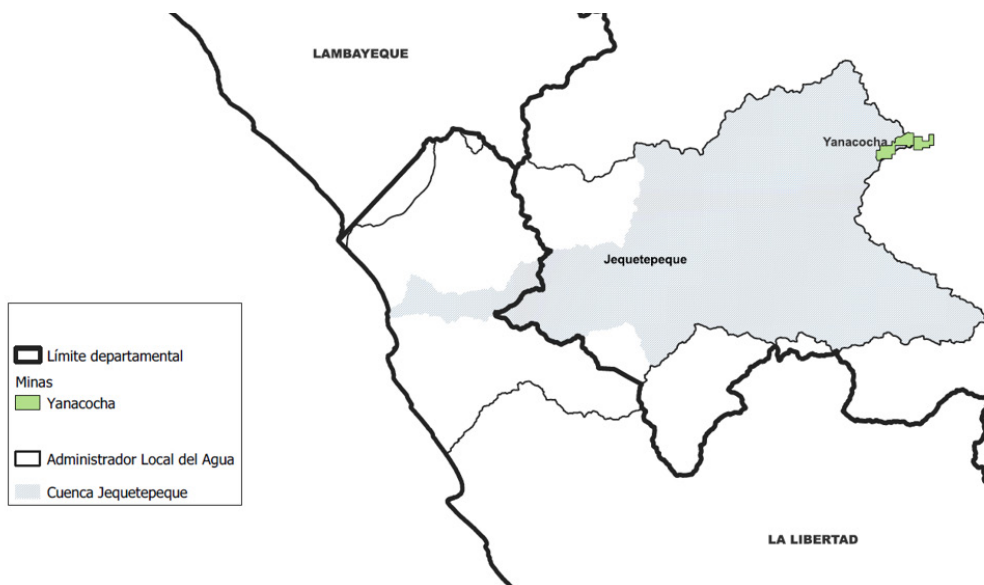 LAMBAYEQUE
Yanacocha
Jequetepeque
Límite departamental
Minas
Yanacocha
Administrador Local del Agua
Cuenca Jequetepeque
LA LIBERTAD